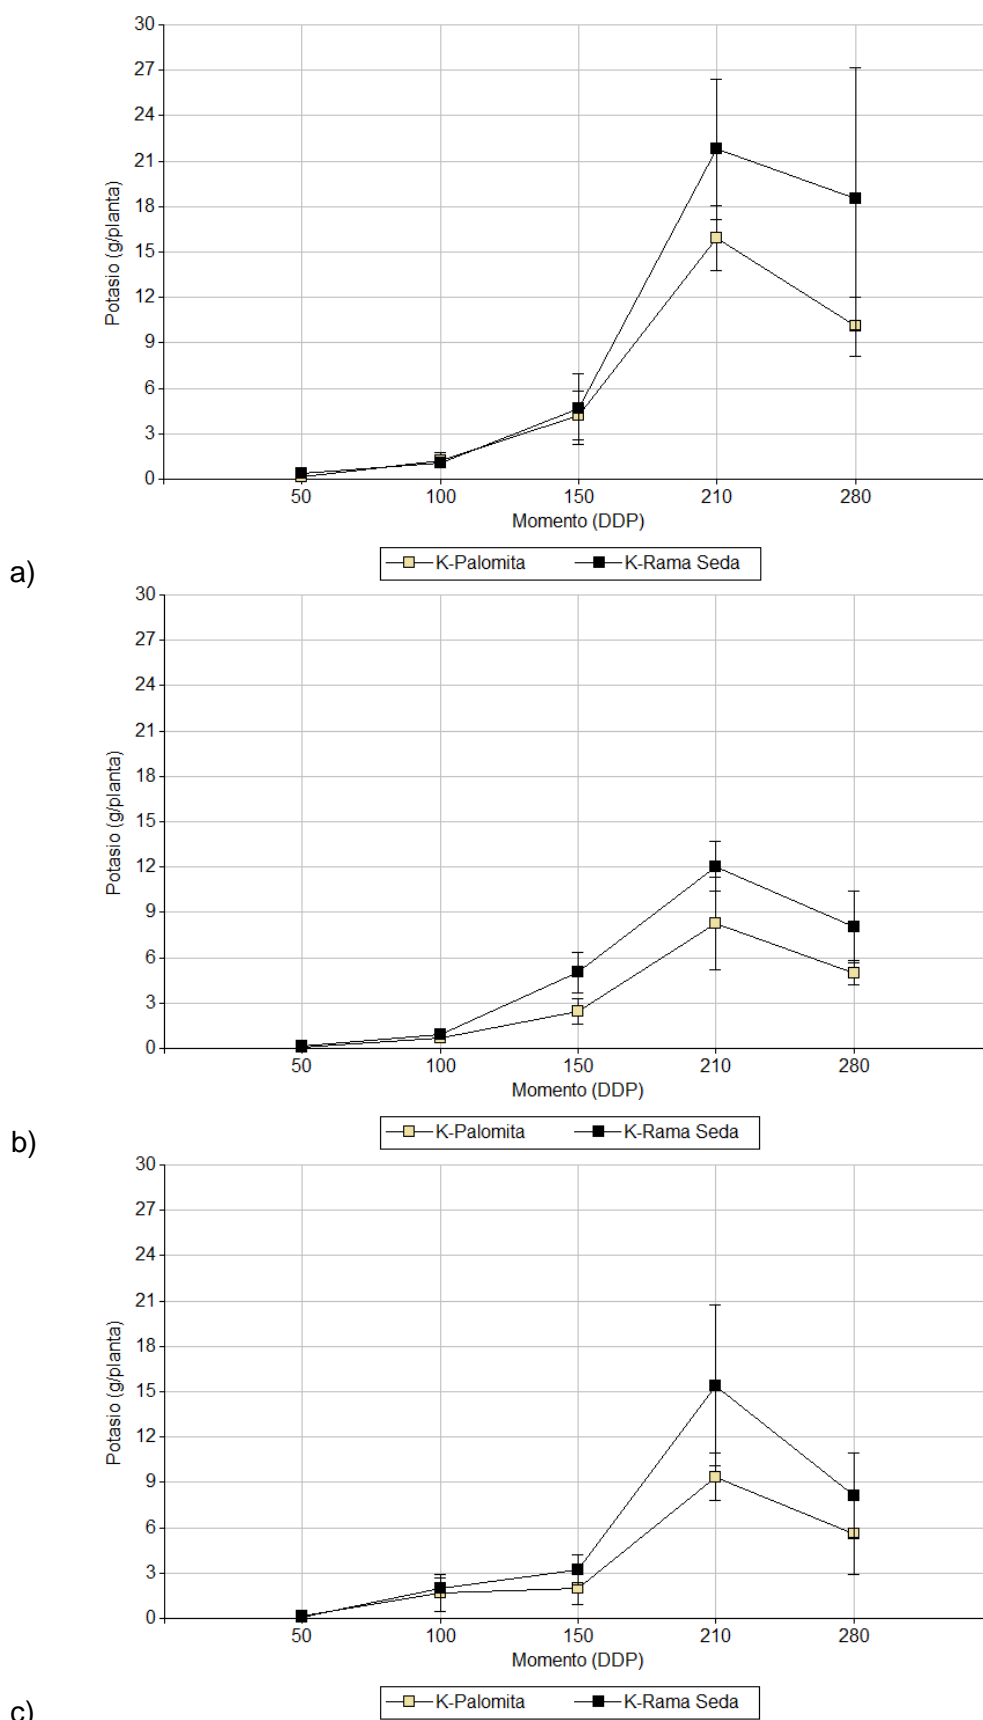 30
27
24
21
18
15
12
9
6
3
0
Potasio (g/planta)
50 100 150 210 280
Momento (DDP)
K-Palomita K-Rama Seda
a)
30
27
24
21
18
15
12
9
6
3
0
Potasio (g/planta)
50 100 150 210 280
Momento (DDP)
K-Palomita K-Rama Seda
b)
30
27
24
21
18
15
12
9
6
3
0
Potasio (g/planta)
50 100 150 210 280
Momento (DDP)
K-Palomita K-Rama Seda
c)